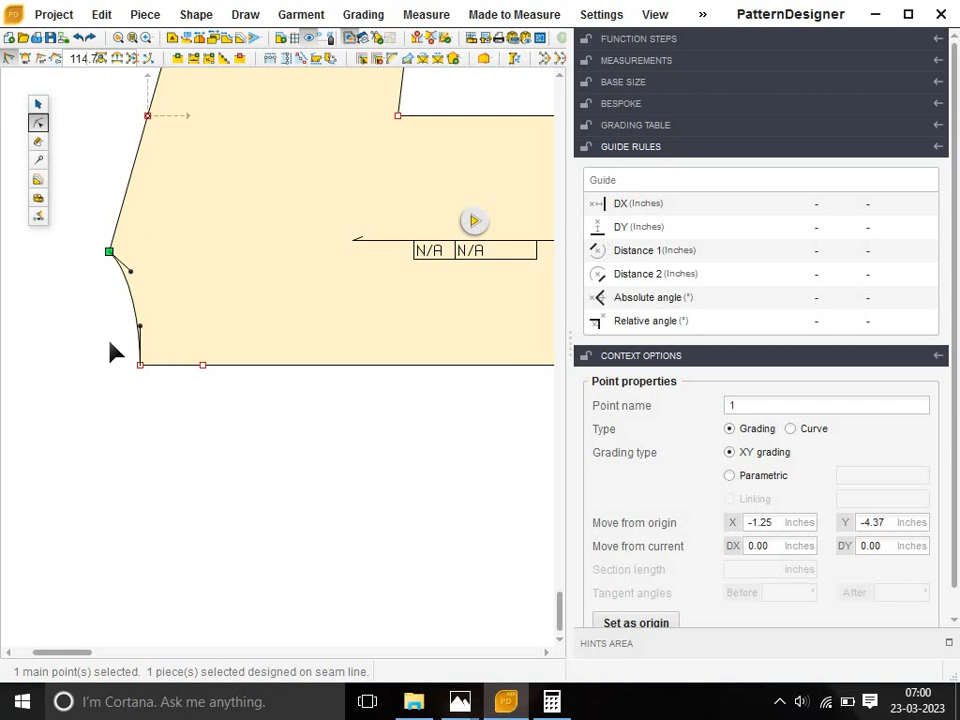 PD Project Edit Piece Shape Draw Garment Grading Measure Made to Measure Settings View » PatternDesigner
114.7
N/A N/A
FUNCTION STEPS
MEASUREMENTS
BASE SIZE
BESPOKE
GRADING TABLE
GUIDE RULES
Guide
DX (Inches) - -
DY (Inches) - -
Distance 1(Inches) - -
Distance 2 (Inches) - -
Absolute angle (°) - -
Relative angle (°) - -
CONTEXT OPTIONS
Point properties
Point name 1
Type Grading Curve
Grading type XY grading
Parametric
Linking
Move from origin X -1.25 Inches Y -4.37 Inches
Move from current DX 0.00 Inches DY 0.00 Inches
Section length Inches
Tangent angles Before ° After °
Set as origin
HINTS AREA
1 main point(s) selected. 1 piece(s) selected designed on seam line.
I'm Cortana. Ask me anything.
07:00
23-03-2023